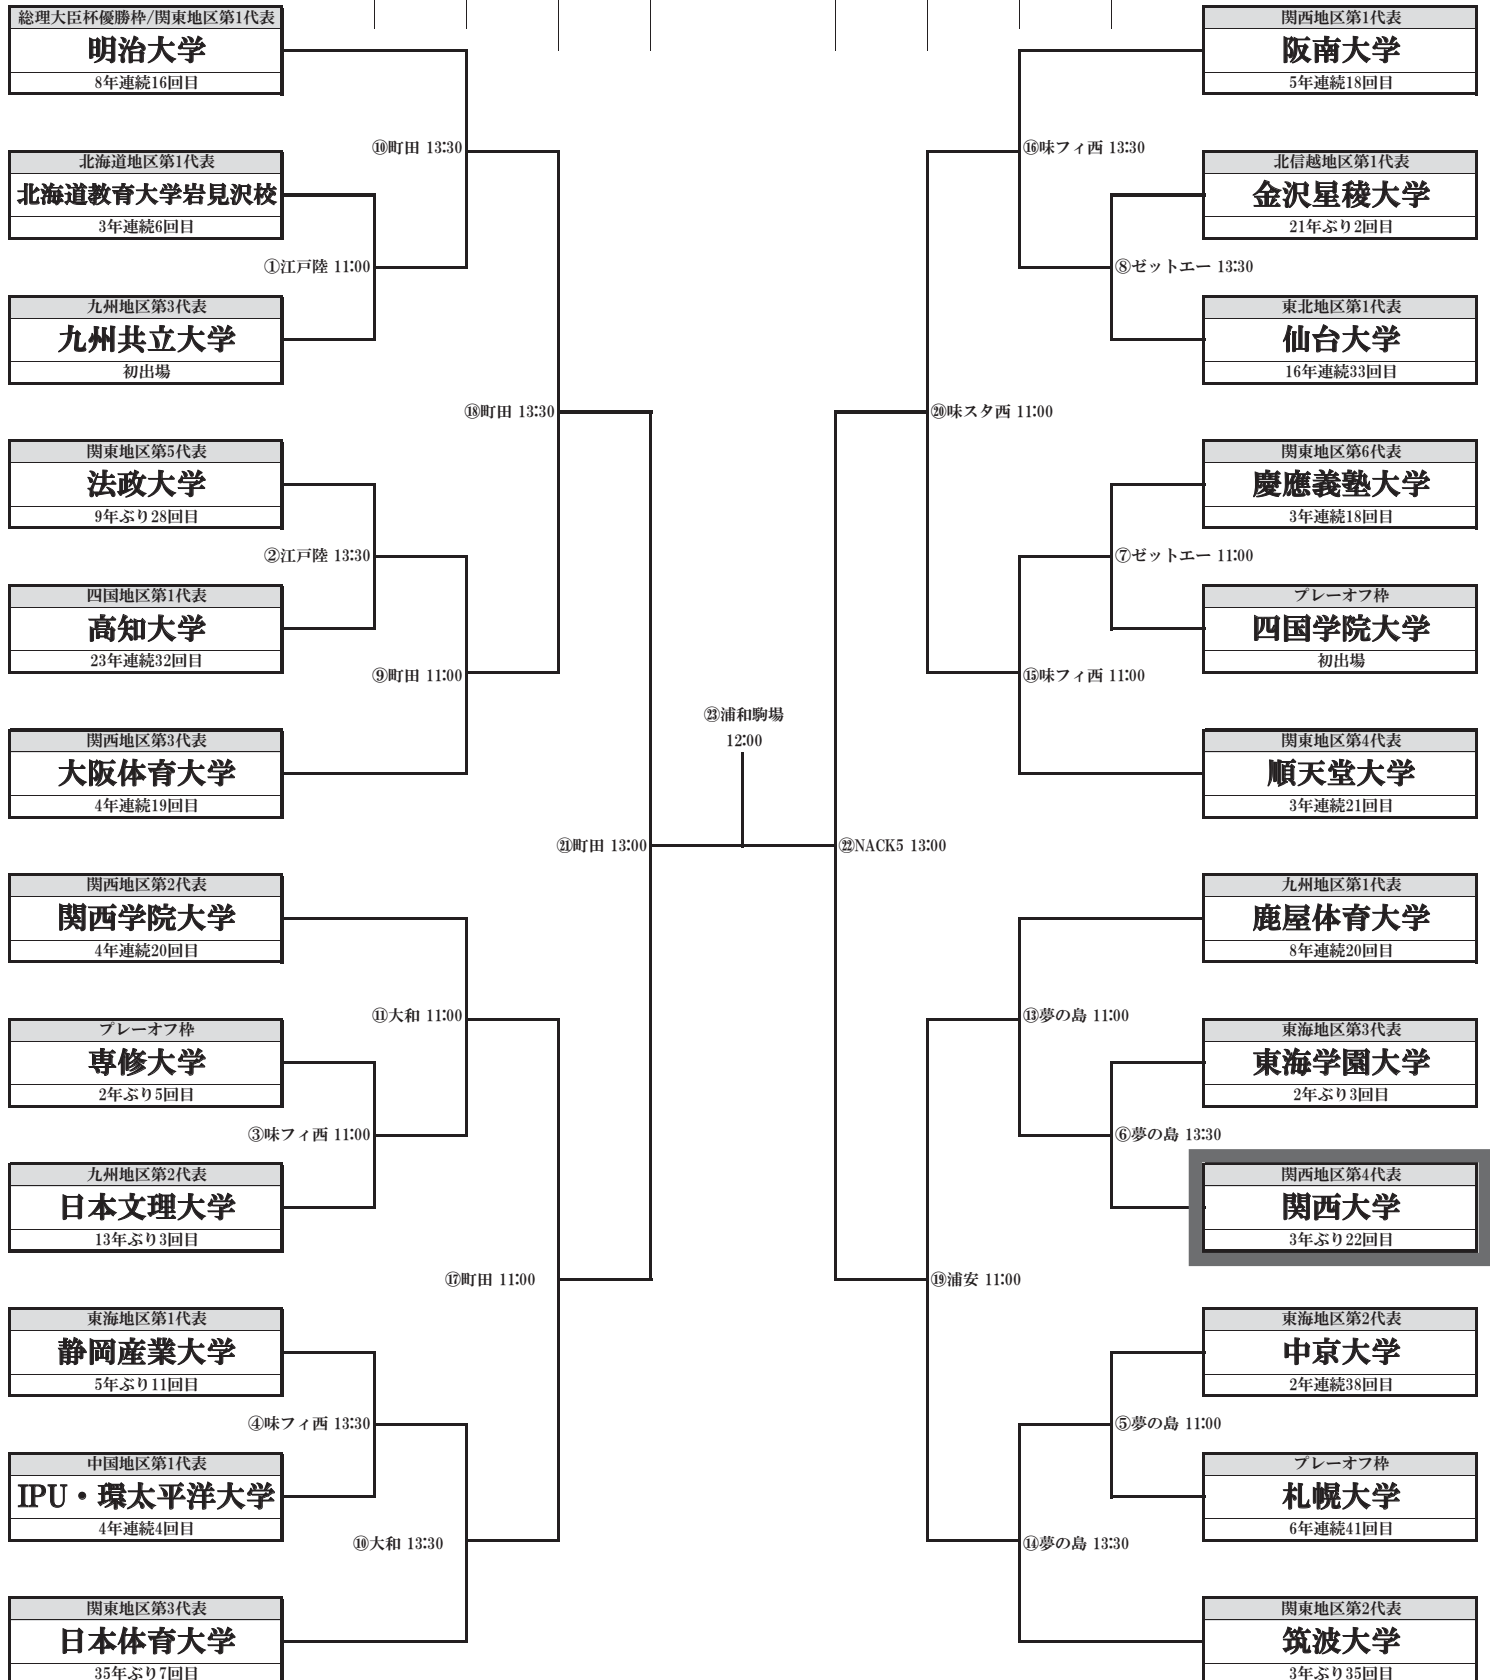 総理大臣杯優勝枠/関東地区第1代表
明治大学
8年連続16回目
⑩町田 13:30
北海道地区第1代表
北海道教育大学岩見沢校
3年連続6回目
①江戸陸 11:00
九州地区第3代表
九州共立大学
初出場
⑱町田 13:30
関東地区第5代表
法政大学
9年ぶり28回目
②江戸陸 13:30
四国地区第1代表
高知大学
23年連続32回目
⑨町田 11:00
関西地区第3代表
大阪体育大学
4年連続19回目
㉑町田 13:00
関西地区第2代表
関西学院大学
4年連続20回目
⑪大和 11:00
プレーオフ枠
専修大学
2年ぶり5回目
③味フィ西 11:00
九州地区第2代表
日本文理大学
13年ぶり3回目
⑰町田 11:00
東海地区第1代表
静岡産業大学
5年ぶり11回目
④味フィ西 13:30
中国地区第1代表
IPU・環太平洋大学
4年連続4回目
⑩大和 13:30
関東地区第3代表
日本体育大学
35年ぶり7回目
㉓浦和駒場
12:00
関西地区第1代表
阪南大学
5年連続18回目
⑯味フィ西 13:30
北信越地区第1代表
金沢星稜大学
21年ぶり2回目
⑧ゼットエー 13:30
東北地区第1代表
仙台大学
16年連続33回目
⑳味スタ西 11:00
関東地区第6代表
慶應義塾大学
3年連続18回目
⑦ゼットエー 11:00
プレーオフ枠
四国学院大学
初出場
⑮味フィ西 11:00
関東地区第4代表
順天堂大学
3年連続21回目
㉒NACK5 13:00
九州地区第1代表
鹿屋体育大学
8年連続20回目
⑬夢の島 11:00
東海地区第3代表
東海学園大学
2年ぶり3回目
⑥夢の島 13:30
関西地区第4代表
関西大学
3年ぶり22回目
⑲浦安 11:00
東海地区第2代表
中京大学
2年連続38回目
⑤夢の島 11:00
プレーオフ枠
札幌大学
6年連続41回目
⑭夢の島 13:30
関東地区第2代表
筑波大学
3年ぶり35回目